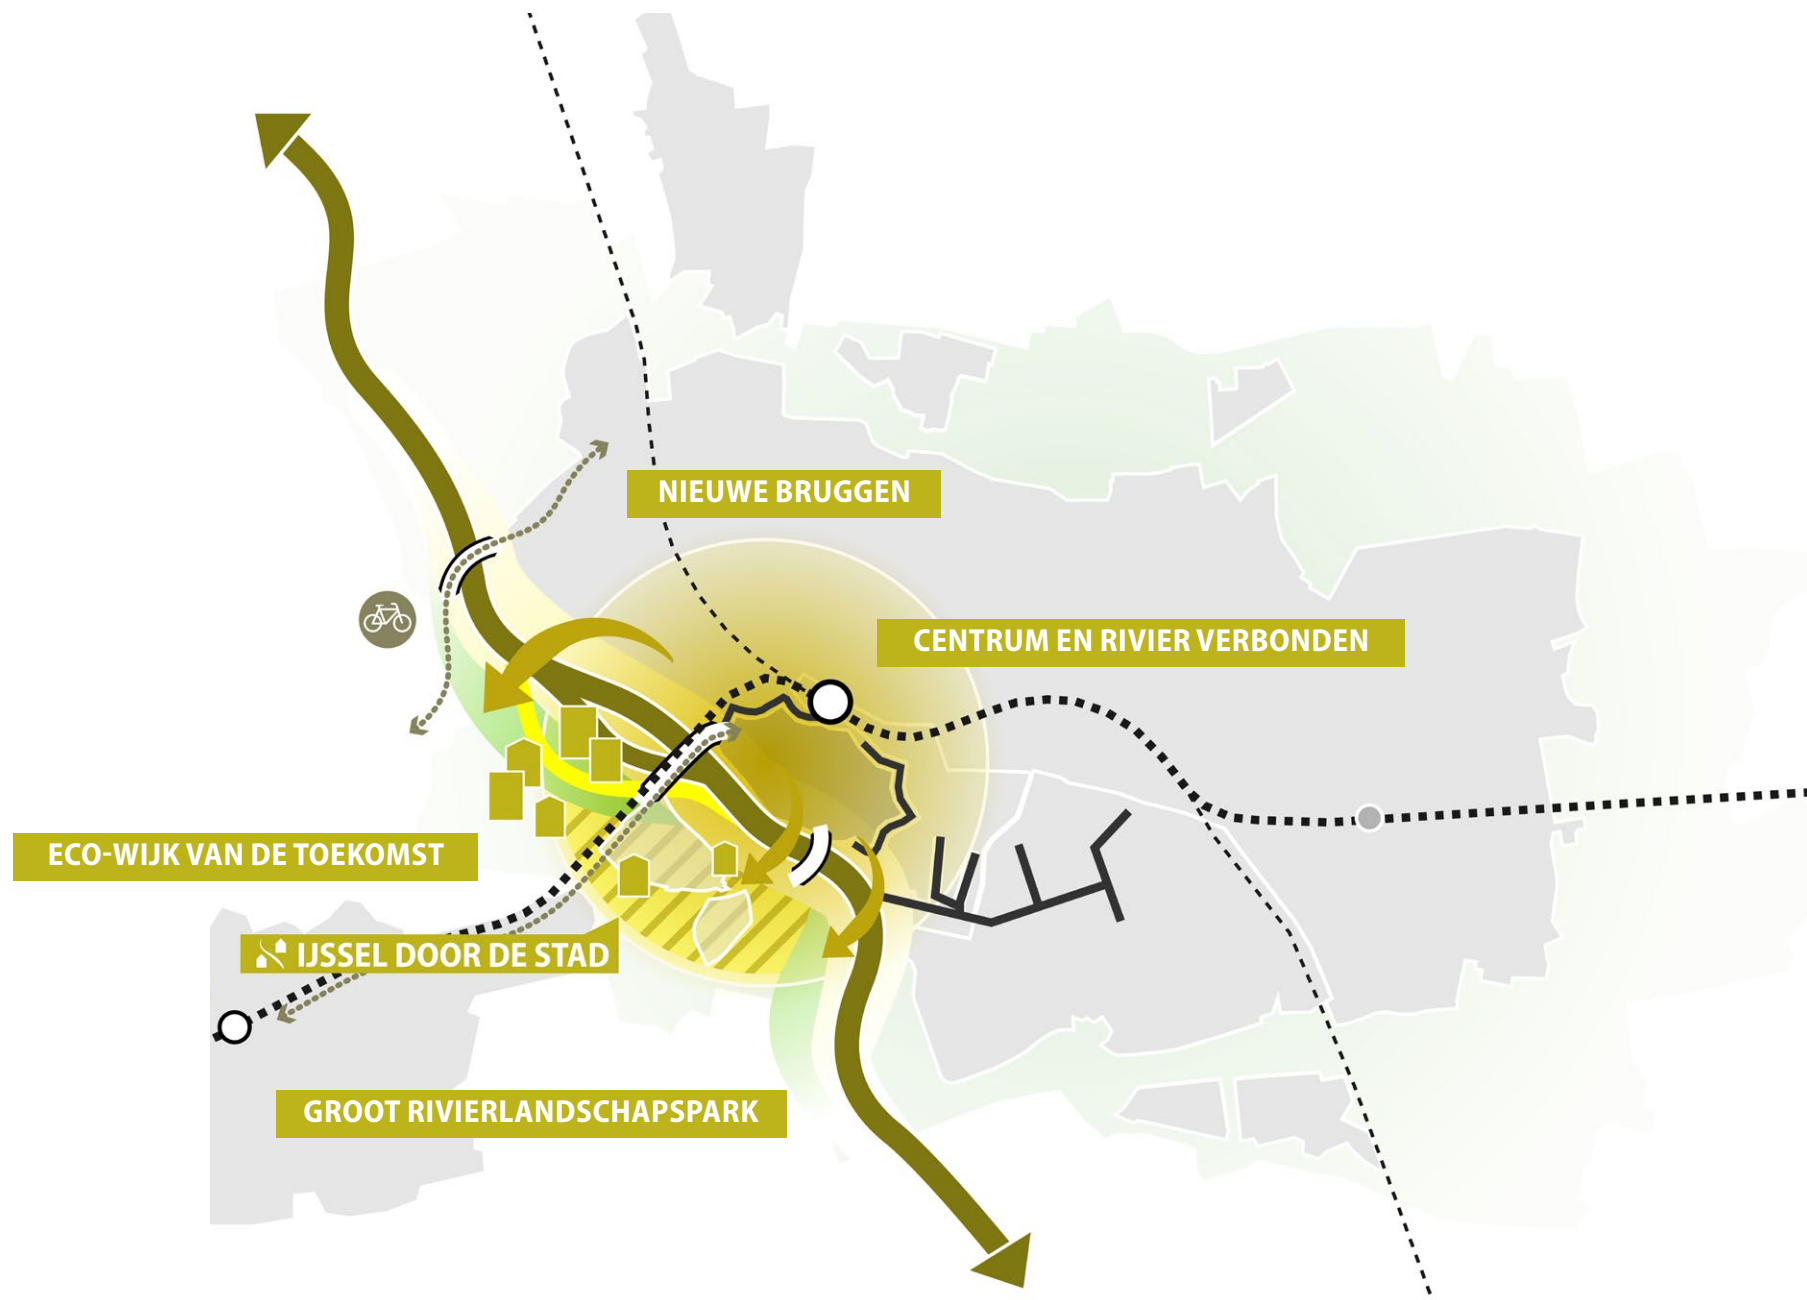 NIEUWE BRUGGEN
CENTRUM EN RIVIER VERBONDEN
ECO-WIJK VAN DE TOEKOMST
IJSSEL DOOR DE STAD
GROOT RIVIERLANDSCHAPSPARK